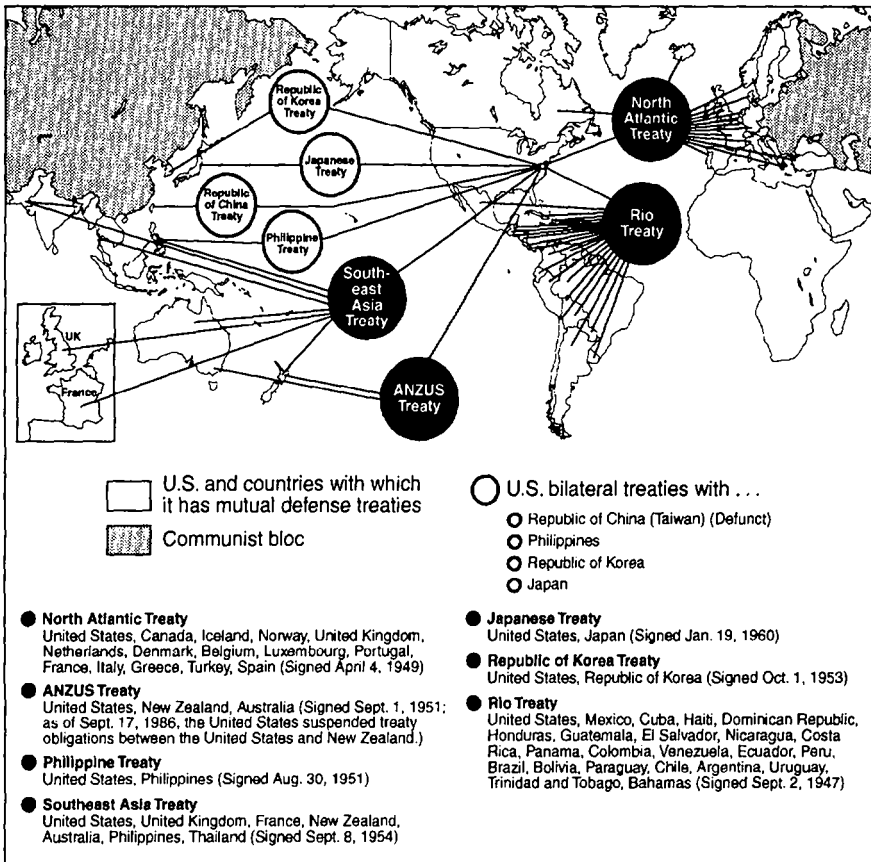 Republic
of Korea
Treaty
Japanese
Treaty
Republic
of China
Treaty
Philippine
Treaty
South-
east
Asia
Treaty
ANZUS
Treaty
North
Atlantic
Treaty
Rio
Treaty
UK
France
U.S. and countries with which
it has mutual defense treaties
Communist bloc
U.S. bilateral treaties with . . .
Republic of China (Taiwan) (Defunct)
Philippines
Republic of Korea
Japan
North Atlantic Treaty
United States, Canada, Iceland, Norway, United Kingdom,
Netherlands, Denmark, Belgium, Luxembourg, Portugal,
France, Italy, Greece, Turkey, Spain (Signed April 4, 1949)
ANZUS Treaty
United States, New Zealand, Australia (Signed Sept. 1, 1951;
as of Sept. 17, 1986, the United States suspended treaty
obligations between the United States and New Zealand.)
Philippine Treaty
United States, Philippines (Signed Aug. 30, 1951)
Southeast Asia Treaty
United States, United Kingdom, France, New Zealand,
Australia, Philippines, Thailand (Signed Sept. 8, 1954)
Japanese Treaty
United States, Japan (Signed Jan. 19, 1960)
Republic of Korea Treaty
United States, Republic of Korea (Signed Oct. 1, 1953)
Rio Treaty
United States, Mexico, Cuba, Haiti, Dominican Republic,
Honduras, Guatemala, El Salvador, Nicaragua, Costa
Rica, Panama, Colombia, Venezuela, Ecuador, Peru,
Brazil, Bolivia, Paraguay, Chile, Argentina, Uruguay,
Trinidad and Tobago, Bahamas (Signed Sept. 2, 1947)